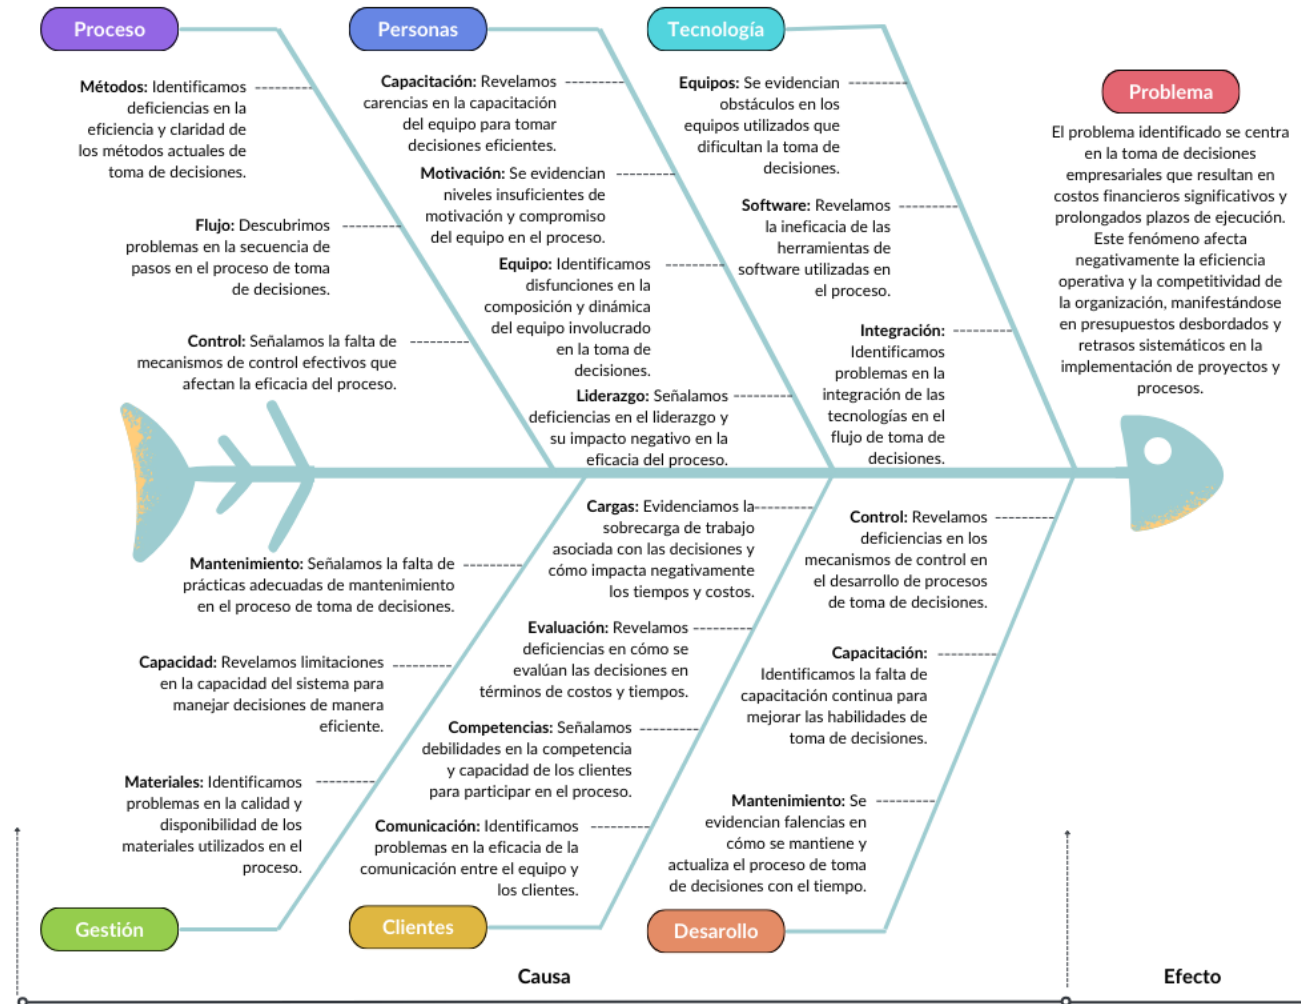 Proceso
Métodos: Identificamos
deficiencias en la
eficiencia y claridad de
los métodos actuales de
toma de decisiones.
Flujo: Descubrimos
problemas en la secuencia de
pasos en el proceso de toma
de decisiones.
Control: Señalamos la falta de
mecanismos de control efectivos que
afectan la eficacia del proceso.
Personas
Capacitación: Revelamos
carencias en la capacitación
del equipo para tomar
decisiones eficientes.
Motivación: Se evidencian
niveles insuficientes de
motivación y compromiso
del equipo en el proceso.
Equipo: Identificamos
disfunciones en la
composición y dinámica
del equipo involucrado
en la toma de
decisiones.
Liderazgo: Señalamos
deficiencias en el liderazgo y
su impacto negativo en la
eficacia del proceso.
Tecnología
Equipos: Se evidencian
obstáculos en los
equipos utilizados que
dificultan la toma de
decisiones.
Software: Revelamos
la ineficacia de las
herramientas de
software utilizadas en
el proceso.
Integración:
Identificamos
problemas en la
integración de las
tecnologías en el
flujo de toma de
decisiones.
Problema
El problema identificado se centra
en la toma de decisiones
empresariales que resultan en
costos financieros significativos y
prolongados plazos de ejecución.
Este fenómeno afecta
negativamente la eficiencia
operativa y la competitividad de
la organización, manifestándose
en presupuestos desbordados y
retrasos sistemáticos en la
implementación de proyectos y
procesos.
Mantenimiento: Señalamos la falta de
prácticas adecuadas de mantenimiento
en el proceso de toma de decisiones.
Capacidad: Revelamos limitaciones
en la capacidad del sistema para
manejar decisiones de manera
eficiente.
Materiales: Identificamos
problemas en la calidad y
disponibilidad de los
materiales utilizados en el
proceso.
Gestión
Cargas: Evidenciamos la
sobrecarga de trabajo
asociada con las decisiones y
cómo impacta negativamente
los tiempos y costos.
Evaluación: Revelamos
deficiencias en cómo se
evalúan las decisiones en
términos de costos y tiempos.
Competencias: Señalamos
debilidades en la competencia
y capacidad de los clientes
para participar en el proceso.
Comunicación: Identificamos
problemas en la eficacia de la
comunicación entre el equipo y
los clientes.
Clientes
Control: Revelamos
deficiencias en los
mecanismos de control en
el desarrollo de procesos
de toma de decisiones.
Capacitación:
Identificamos la falta de
capacitación continua para
mejorar las habilidades de
toma de decisiones.
Mantenimiento: Se
evidencian falencias en
cómo se mantiene y
actualiza el proceso de toma
de decisiones con el tiempo.
Desarollo
Causa
Efecto